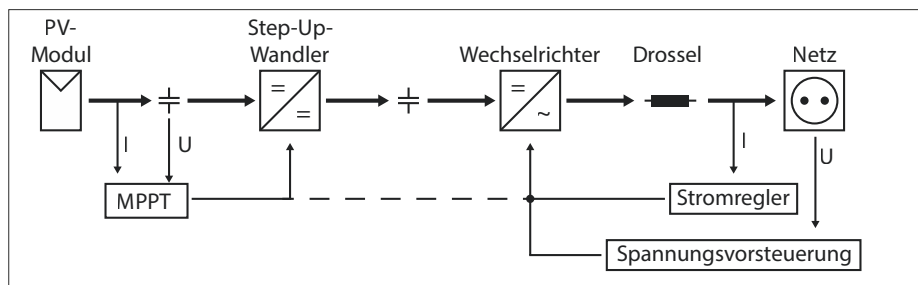 PV-
Modul
Step-Up-
Wandler
Wechselrichter
Drossel
Netz
=
=
=
~
I
U
I
U
MPPT
Stromregler
Spannungsvorsteuerung